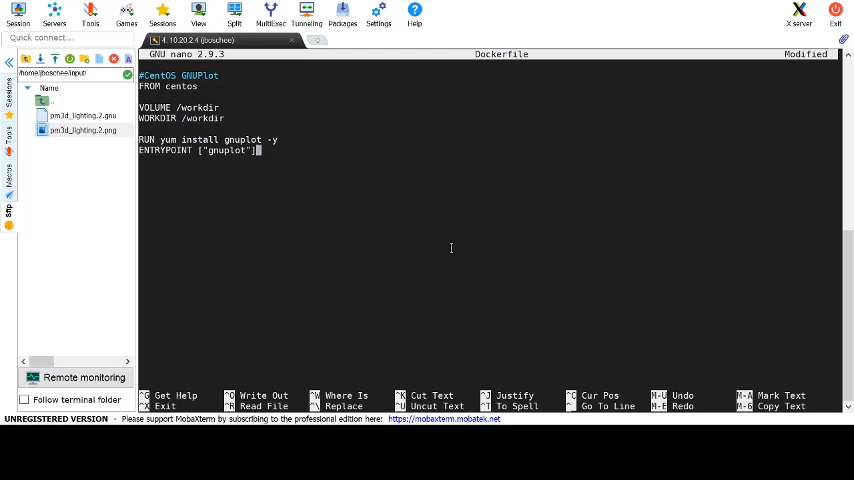 Session Servers Tools Games Sessions View Split MultiExec Tunneling Packages Settings Help X server Exit
Quick connect...
4. 10.20.2.4 (jboschee)
/home/jboschee/input/
Name
..
pm3d_lighting.2.gnu
pm3d_lighting.2.png
Sessions
Tools
Macros
Sftp
GNU nano 2.9.3 Dockerfile Modified
#CentOS GNUPlot
FROM centos
VOLUME /workdir
WORKDIR /workdir
RUN yum install gnuplot -y
ENTRYPOINT ["gnuplot"]
^G Get Help ^O Write Out ^W Where Is ^K Cut Text ^J Justify ^C Cur Pos M-U Undo M-A Mark Text
^X Exit ^R Read File ^\ Replace ^U Uncut Text ^T To Spell ^_ Go To Line M-E Redo M-6 Copy Text
Remote monitoring
Follow terminal folder
UNREGISTERED VERSION - Please support MobaXterm by subscribing to the professional edition here: https://mobaxterm.mobatek.net